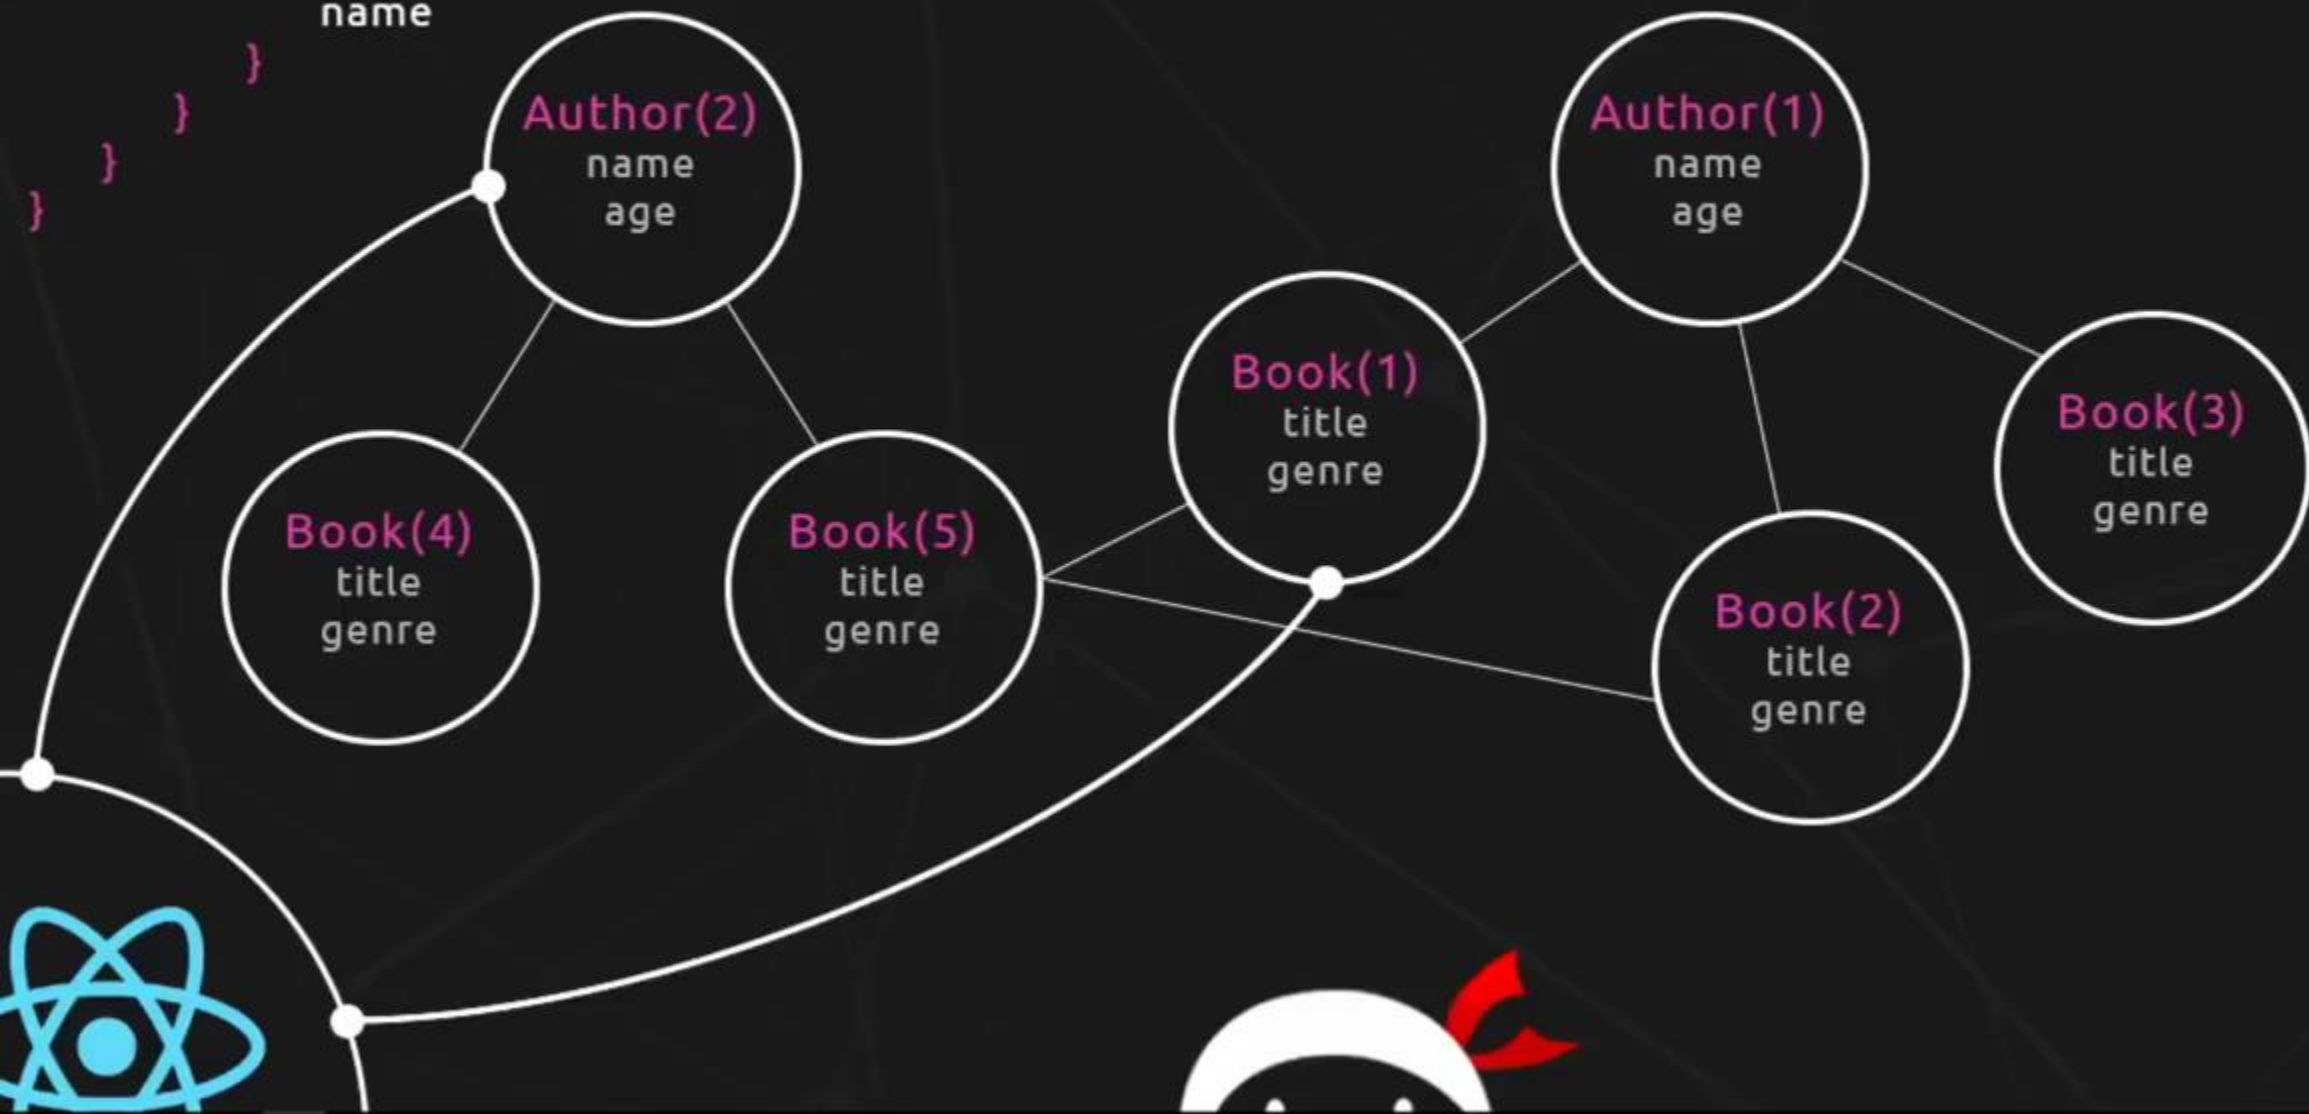 name
}
}
}
}
Author(2)
name
age
Author(1)
name
age
Book(1)
title
genre
Book(3)
title
genre
Book(4)
title
genre
Book(5)
title
genre
Book(2)
title
genre